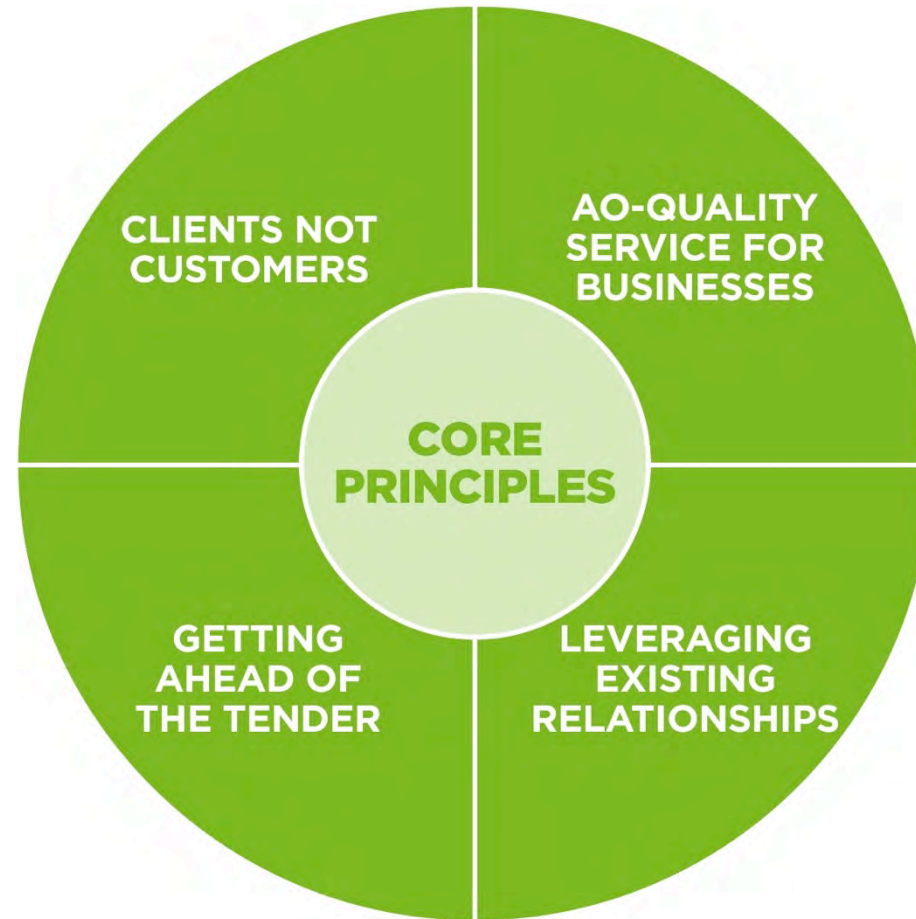 CLIENTS NOT
CUSTOMERS
AO-QUALITY
SERVICE FOR
BUSINESSES
CORE
PRINCIPLES
GETTING
AHEAD OF
THE TENDER
LEVERAGING
EXISTING
RELATIONSHIPS